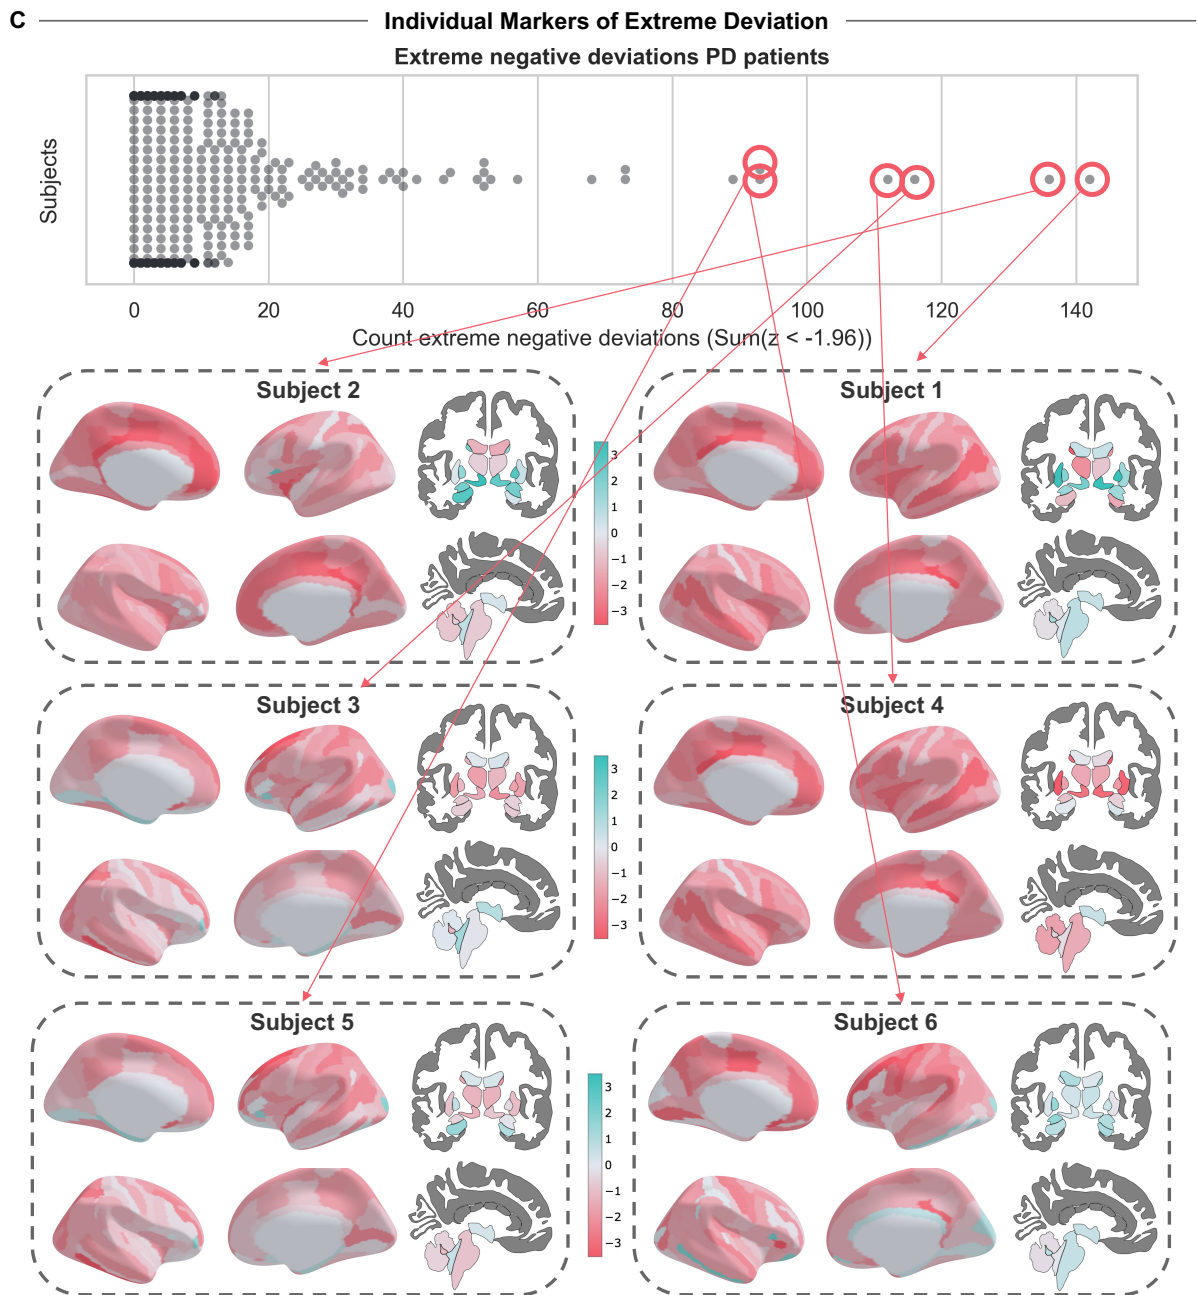 C
Individual Markers of Extreme Deviation
Extreme negative deviations PD patients
Subjects
0 20 40 60 80 100 120 140
Count extreme negative deviations (Sum(z < -1.96))
Subject 2
Subject 1
3
2
1
0
−1
−2
−3
Subject 3
Subject 4
3
2
1
0
−1
−2
−3
Subject 5
Subject 6
3
2
1
0
−1
−2
−3